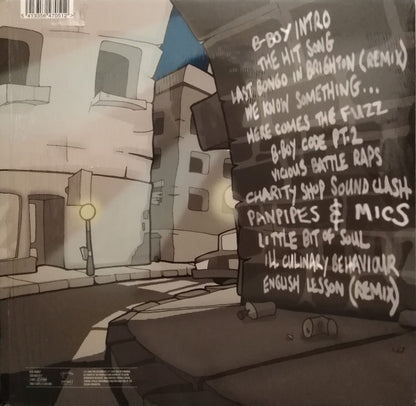 B-BOY INTRO
THE HIT SONG
LAST BONGO IN BRIGHTON (REMIX)
WE KNOW SOMETHING...
HERE COMES THE FUZZ
B-BOY CODE PT.2
VICIOUS BATTLE RAPS
CHARITY SHOP SOUND CLASH
PANPIPES & MICS
LITTLE BIT OF SOUL
ILL CULINARY BEHAVIOUR
ENGLISH LESSON (REMIX)